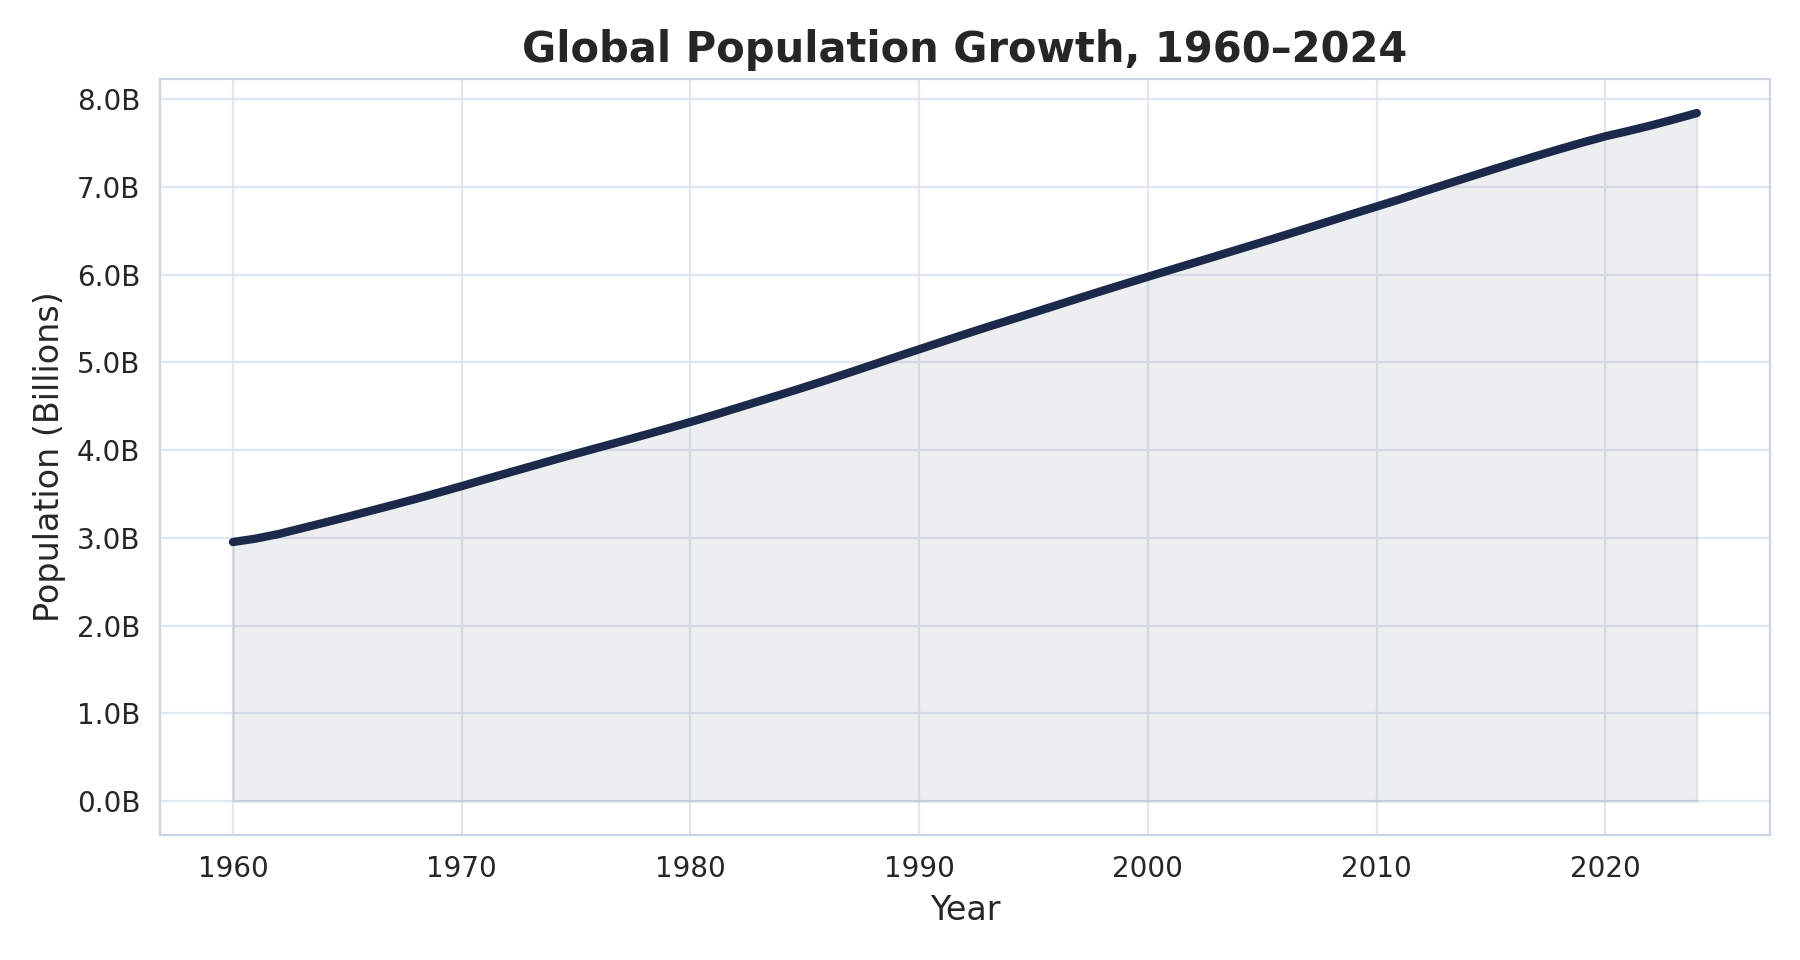 Global Population Growth, 1960–2024
8.0B
7.0B
6.0B
5.0B
4.0B
3.0B
2.0B
1.0B
0.0B
Population (Billions)
1960 1970 1980 1990 2000 2010 2020
Year